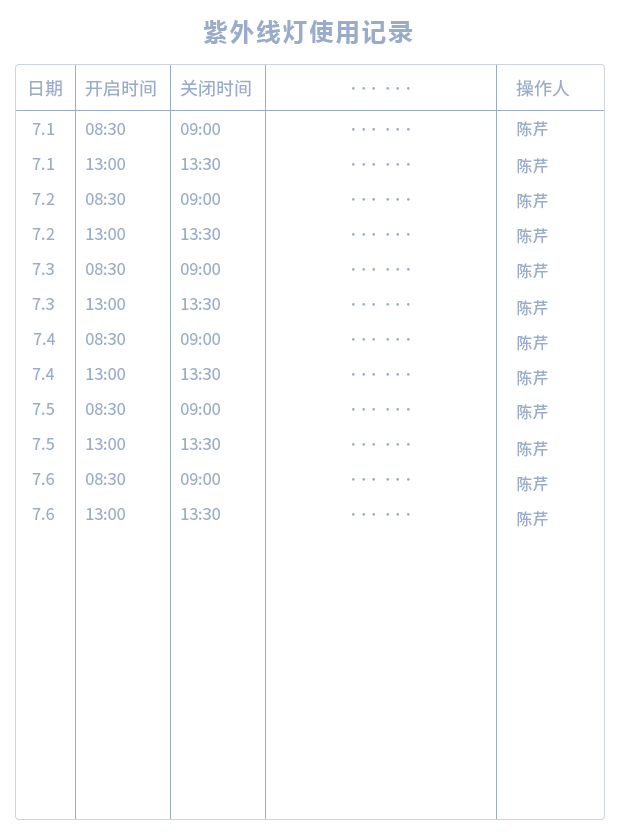 紫外线灯使用记录
日期 开启时间 关闭时间 ...... 操作人
7.1 08:30 09:00 ...... 陈芹
7.1 13:00 13:30 ...... 陈芹
7.2 08:30 09:00 ...... 陈芹
7.2 13:00 13:30 ...... 陈芹
7.3 08:30 09:00 ...... 陈芹
7.3 13:00 13:30 ...... 陈芹
7.4 08:30 09:00 ...... 陈芹
7.4 13:00 13:30 ...... 陈芹
7.5 08:30 09:00 ...... 陈芹
7.5 13:00 13:30 ...... 陈芹
7.6 08:30 09:00 ...... 陈芹
7.6 13:00 13:30 ...... 陈芹